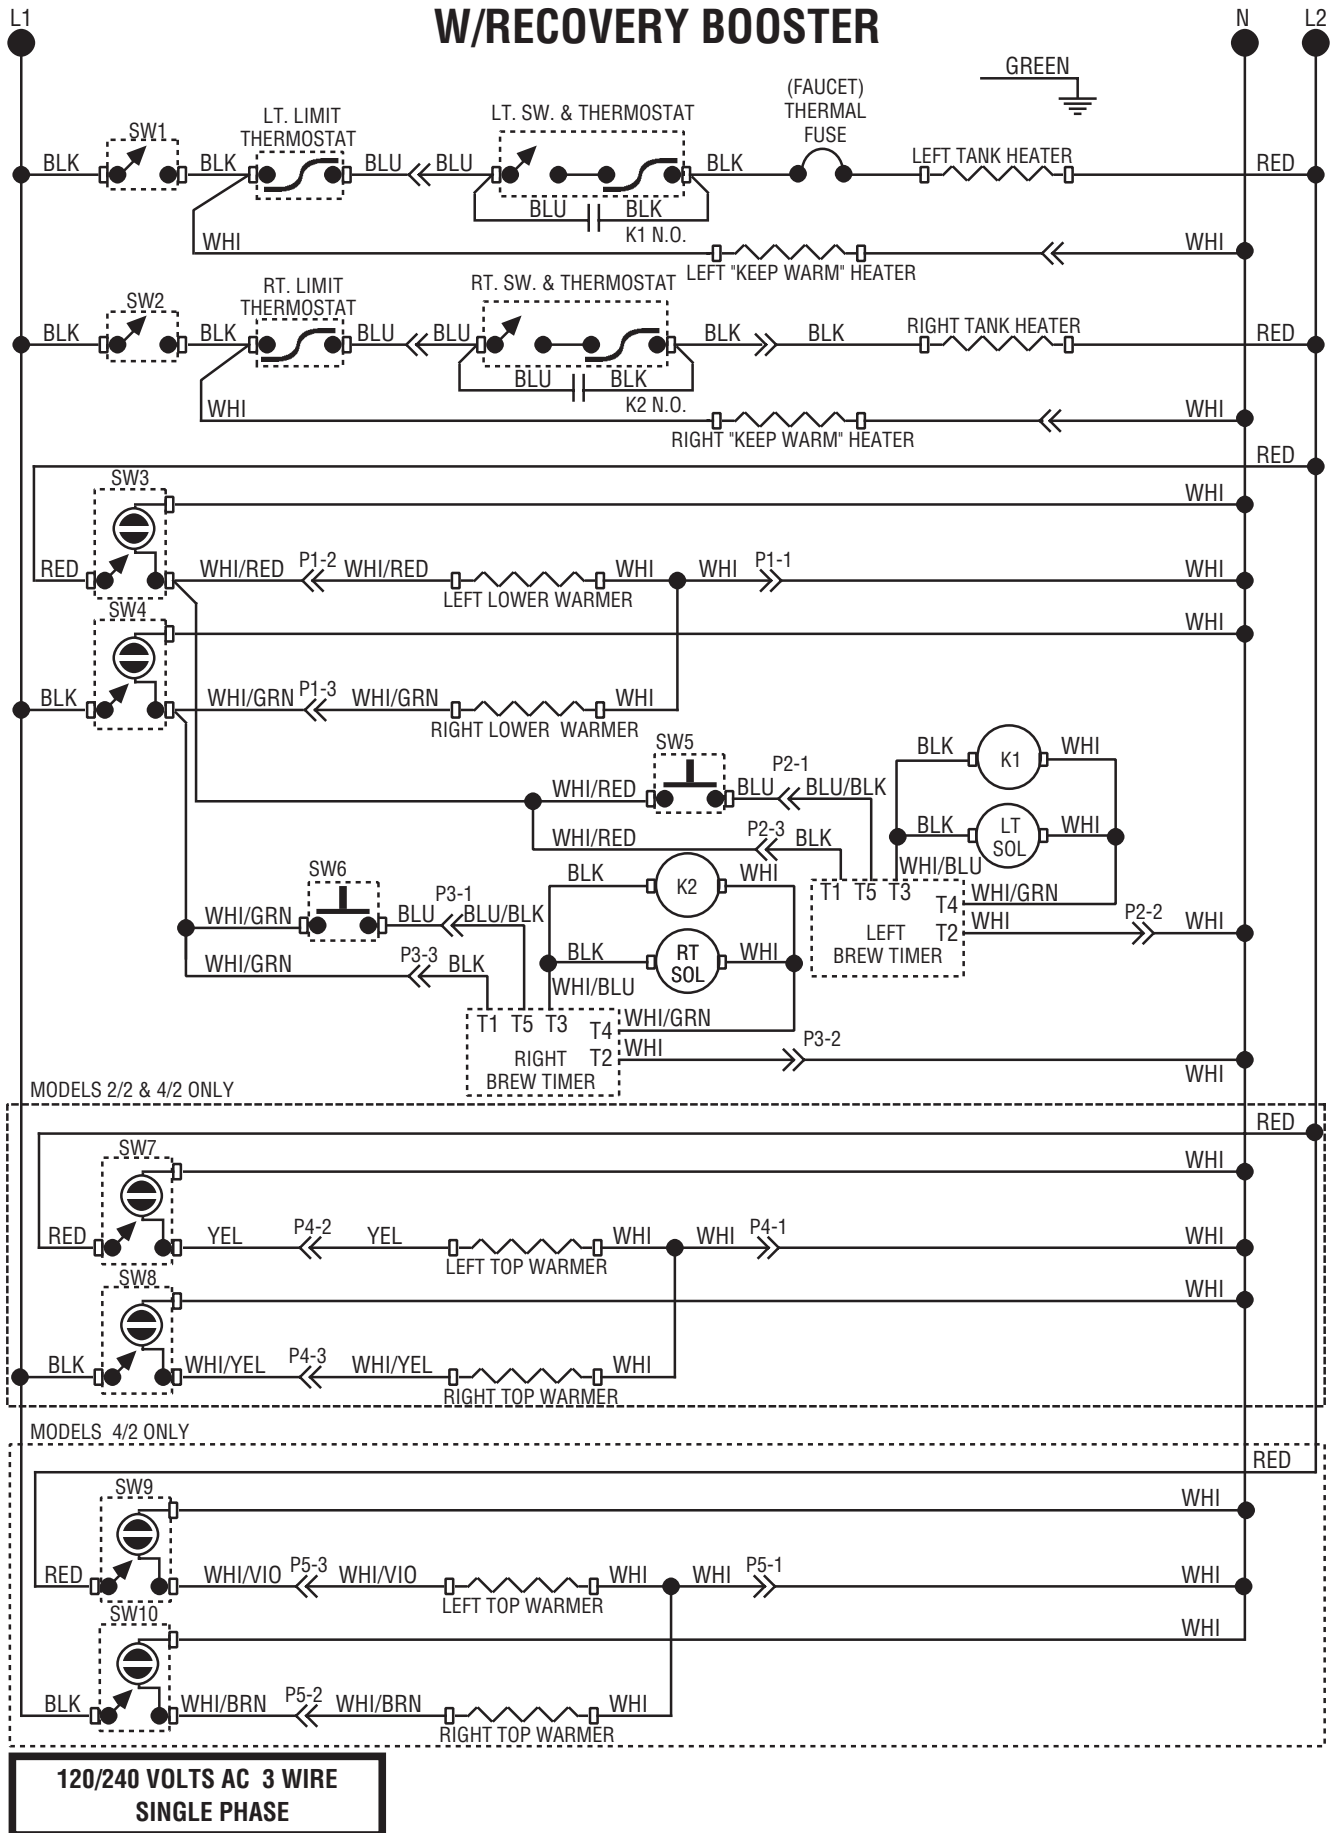 W/RECOVERY BOOSTER
L1
N
L2
GREEN
LT. LIMIT
THERMOSTAT
LT. SW. & THERMOSTAT
(FAUCET)
THERMAL
FUSE
SW1
BLK
BLK
BLU
BLU
BLK
LEFT TANK HEATER
RED
BLU
BLK
K1 N.O.
WHI
WHI
LEFT "KEEP WARM" HEATER
RT. LIMIT
THERMOSTAT
RT. SW. & THERMOSTAT
SW2
BLK
BLK
BLU
BLU
BLK
BLK
RIGHT TANK HEATER
RED
BLU
BLK
K2 N.O.
WHI
WHI
RIGHT "KEEP WARM" HEATER
RED
SW3
WHI
RED
WHI/RED
P1-2
WHI/RED
WHI
WHI
P1-1
WHI
LEFT LOWER WARMER
SW4
WHI
BLK
WHI/GRN
P1-3
WHI/GRN
WHI
RIGHT LOWER WARMER
SW5
WHI/RED
BLU
P2-1
BLU/BLK
BLK
K1
WHI
WHI/RED
P2-3
BLK
BLK
LT
SOL
WHI
WHI/BLU
T1 T5 T3
T4
WHI/GRN
LEFT
BREW TIMER
T2
WHI
P2-2
WHI
SW6
WHI/GRN
BLU
P3-1
BLU/BLK
BLK
K2
WHI
WHI/GRN
P3-3
BLK
BLK
RT
SOL
WHI
WHI/BLU
T1 T5 T3
T4
WHI/GRN
RIGHT
BREW TIMER
T2
WHI
P3-2
WHI
MODELS 2/2 & 4/2 ONLY
RED
SW7
WHI
RED
YEL
P4-2
YEL
WHI
WHI
P4-1
WHI
LEFT TOP WARMER
SW8
WHI
BLK
WHI/YEL
P4-3
WHI/YEL
WHI
RIGHT TOP WARMER
MODELS 4/2 ONLY
RED
SW9
WHI
RED
WHI/VIO
P5-3
WHI/VIO
WHI
WHI
P5-1
WHI
LEFT TOP WARMER
SW10
WHI
BLK
WHI/BRN
P5-2
WHI/BRN
WHI
RIGHT TOP WARMER
120/240 VOLTS AC 3 WIRE
SINGLE PHASE